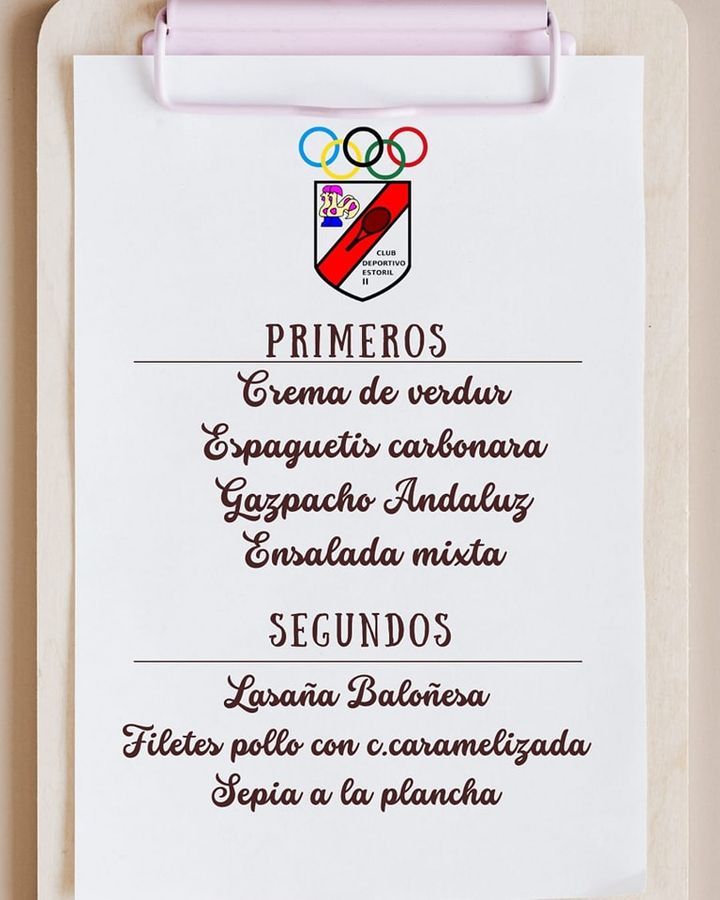 CLUB
DEPORTIVO
ESTORIL
II
PRIMEROS
Crema de verdur
Espaguetis carbonara
Gazpacho Andaluz
Ensalada mixta
SEGUNDOS
Lasaña Baloñesa
Filetes pollo con c.caramelizada
Sepia a la plancha